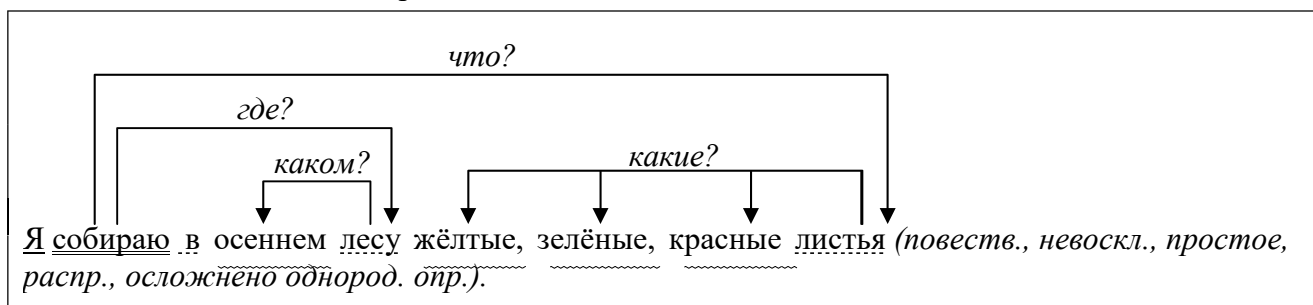 что?
где?
каком?
какие?
Я собираю в осеннем лесу жёлтые, зелёные, красные листья (повеств., невоскл., простое,
распр., осложнено однород. опр.).